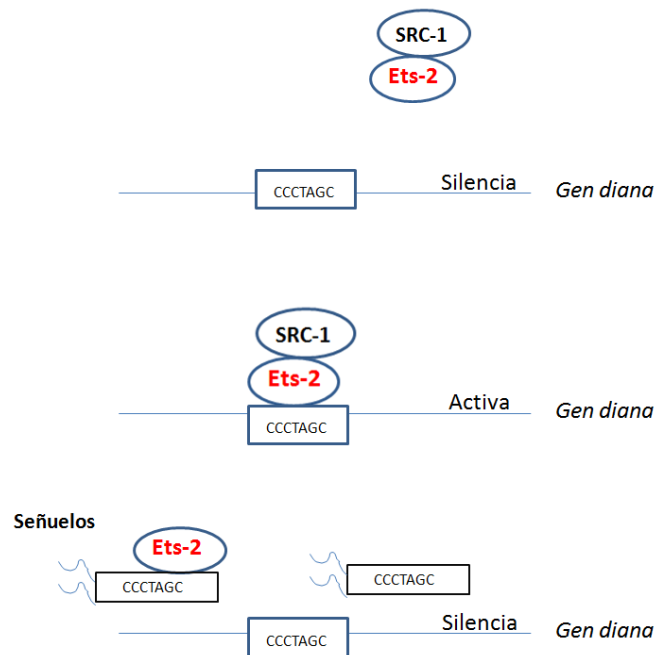 SRC-1
Ets-2
CCCTAGC
Silencia
Gen diana
SRC-1
Ets-2
CCCTAGC
Activa
Gen diana
Señuelos
Ets-2
CCCTAGC
CCCTAGC
CCCTAGC
Silencia
Gen diana